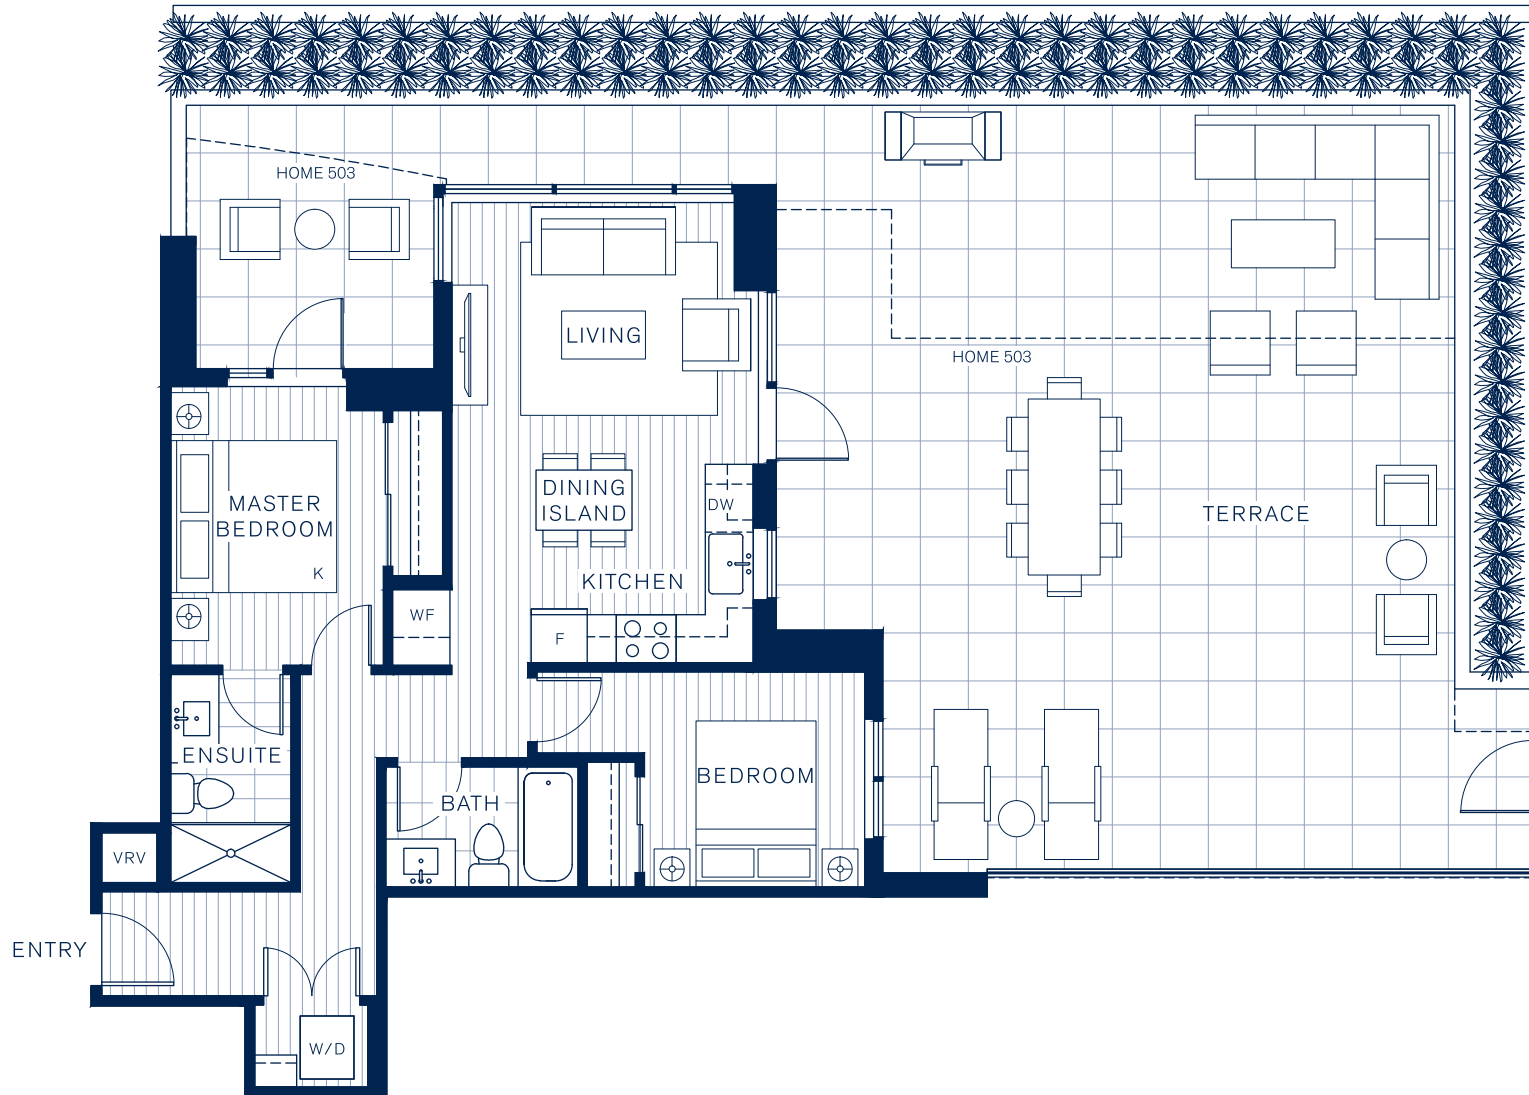 HOME 503
LIVING
HOME 503
MASTER
BEDROOM
K
DINING
ISLAND
DW
TERRACE
KITCHEN
WF
F
ENSUITE
BEDROOM
BATH
VRV
ENTRY
W/D